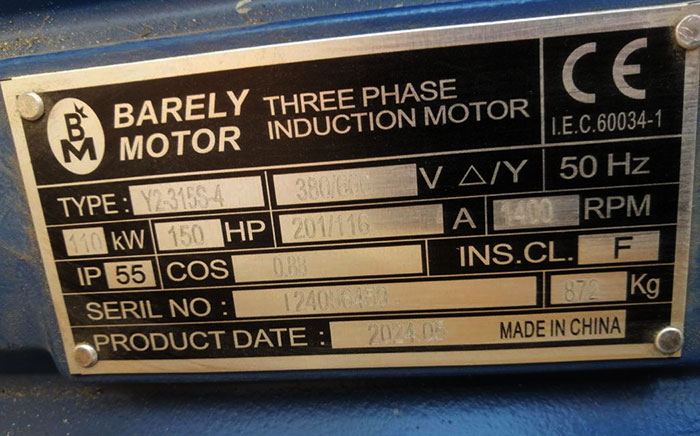 B M
BARELY MOTOR
THREE PHASE INDUCTION MOTOR
CE
I.E.C.60034-1
TYPE : Y2-315S-4 380/660 V △/Y 50 Hz
110 kW 150 HP 201/116 A RPM
IP 55 COS 0.88 INS.CL. F
SERIL NO : 872 Kg
PRODUCT DATE : 2024-05 MADE IN CHINA